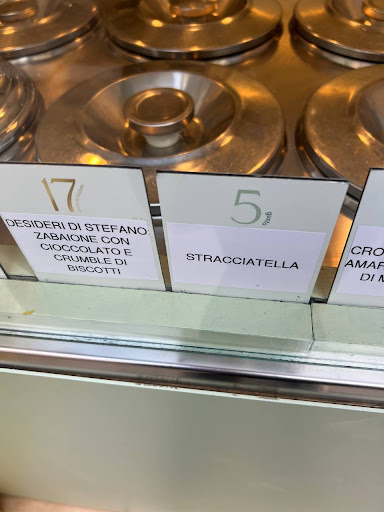 17
DESIDERI DI STEFANO
ZABAIONE CON
CIOCCOLATO E
CRUMBLE DI
BISCOTTI
5
STRACCIATELLA
CRO
AMAR
DI M